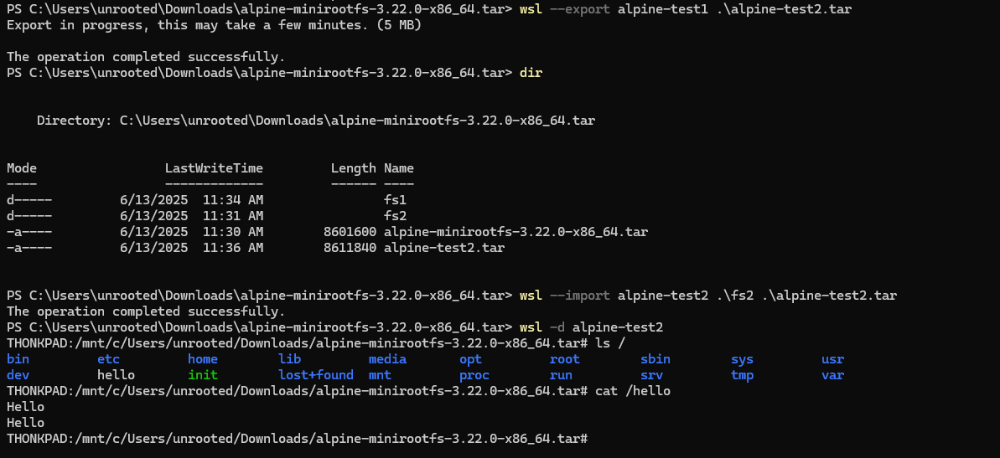 PS C:\Users\unrooted\Downloads\alpine-minirootfs-3.22.0-x86_64.tar> wsl --export alpine-test1 .\alpine-test2.tar
Export in progress, this may take a few minutes. (5 MB)
The operation completed successfully.
PS C:\Users\unrooted\Downloads\alpine-minirootfs-3.22.0-x86_64.tar> dir
    Directory: C:\Users\unrooted\Downloads\alpine-minirootfs-3.22.0-x86_64.tar
Mode                 LastWriteTime         Length Name
----                 -------------         ------ ----
d-----         6/13/2025  11:34 AM                fs1
d-----         6/13/2025  11:31 AM                fs2
-a----         6/13/2025  11:30 AM        8601600 alpine-minirootfs-3.22.0-x86_64.tar
-a----         6/13/2025  11:36 AM        8611840 alpine-test2.tar
PS C:\Users\unrooted\Downloads\alpine-minirootfs-3.22.0-x86_64.tar> wsl --import alpine-test2 .\fs2 .\alpine-test2.tar
The operation completed successfully.
PS C:\Users\unrooted\Downloads\alpine-minirootfs-3.22.0-x86_64.tar> wsl -d alpine-test2
THONKPAD:/mnt/c/Users/unrooted/Downloads/alpine-minirootfs-3.22.0-x86_64.tar# ls /
bin         etc         home        lib         media       opt         root        sbin        sys         usr
dev         hello       init        lost+found  mnt         proc        run         srv         tmp         var
THONKPAD:/mnt/c/Users/unrooted/Downloads/alpine-minirootfs-3.22.0-x86_64.tar# cat /hello
Hello
Hello
THONKPAD:/mnt/c/Users/unrooted/Downloads/alpine-minirootfs-3.22.0-x86_64.tar#